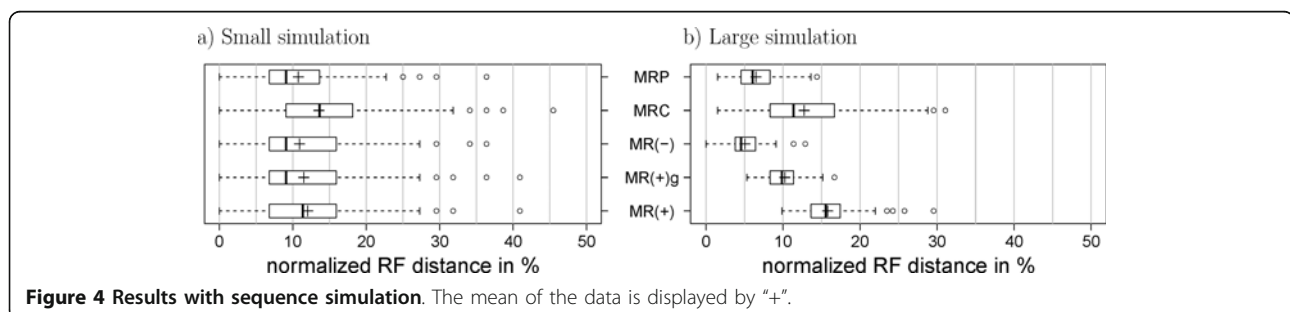 a) Small simulation
b) Large simulation
MRP
MRC
MR(−)
MR(+)g
MR(+)
0 10 20 30 40 50
0 10 20 30 40 50
normalized RF distance in %
normalized RF distance in %
Figure 4 Results with sequence simulation. The mean of the data is displayed by “+”.